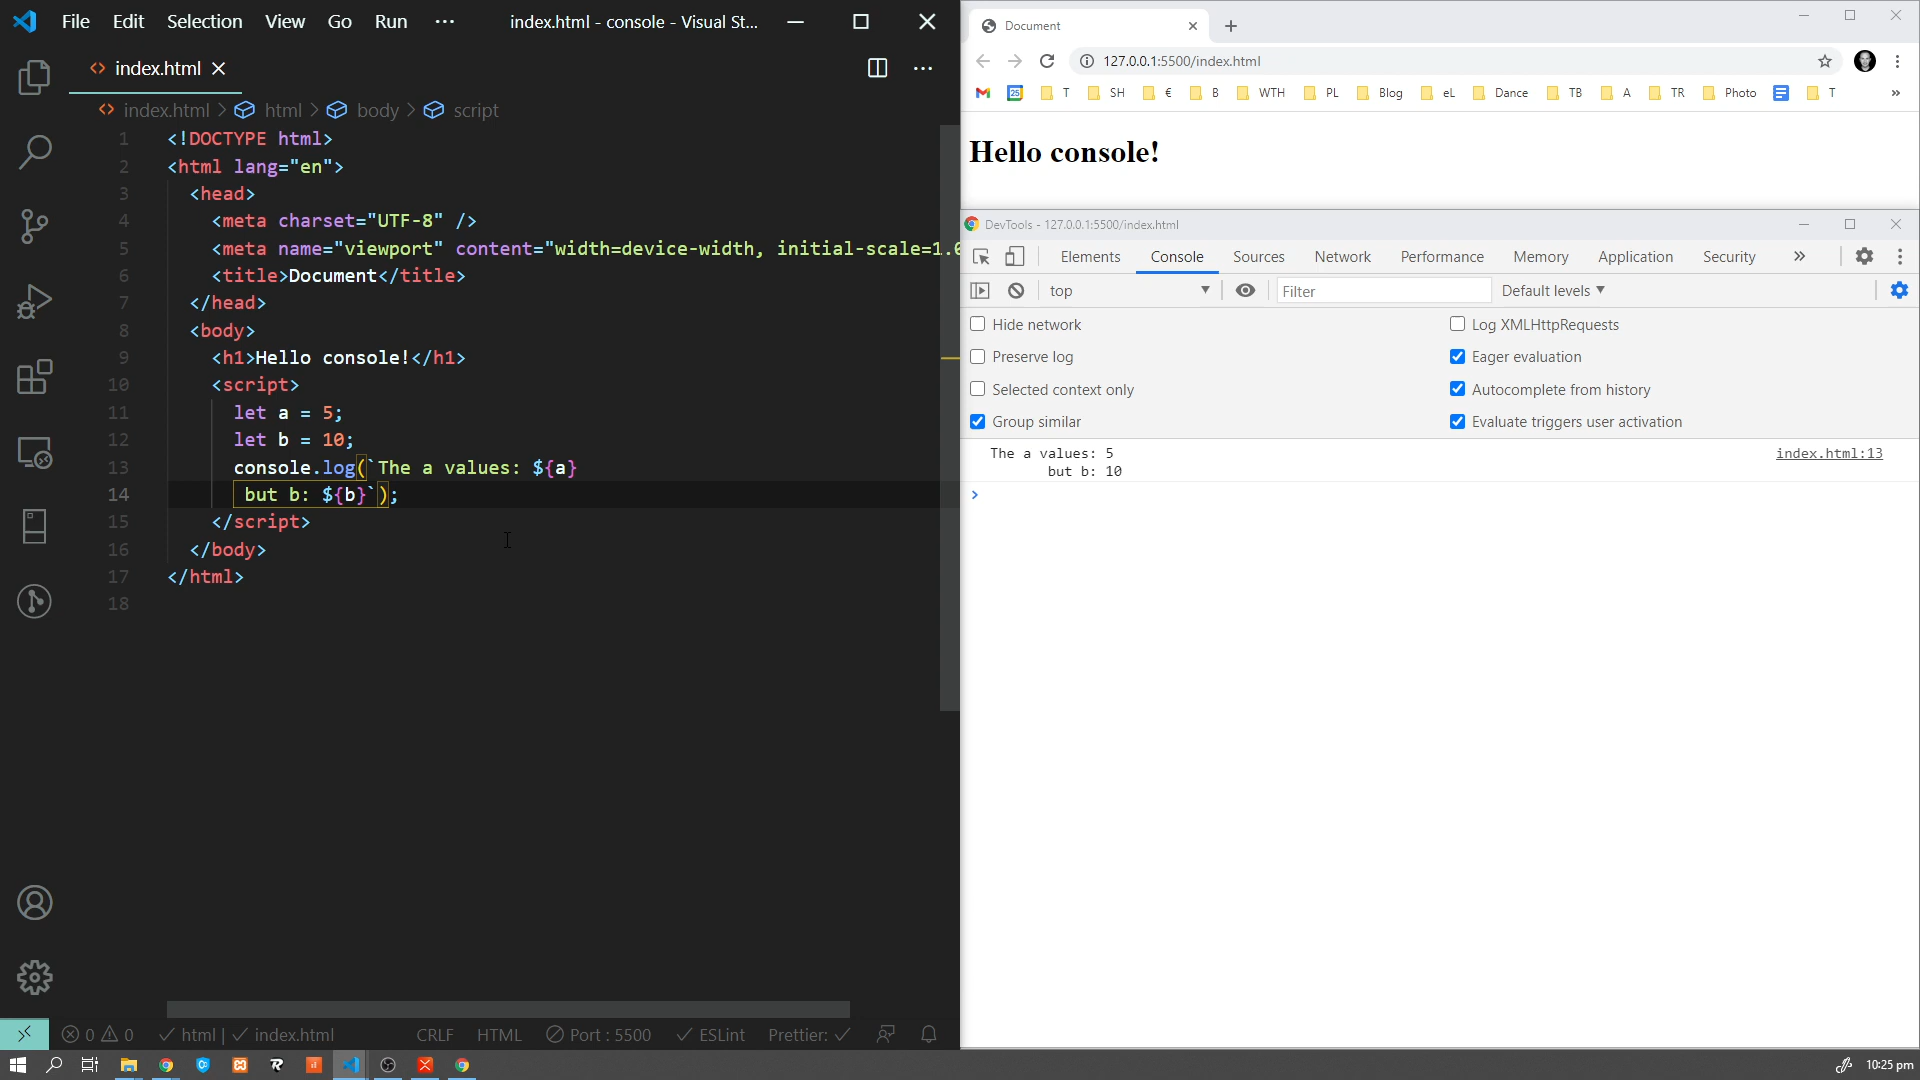 File Edit Selection View Go Run ··· index.html - console - Visual St...
index.html
index.html > html > body > script
1 <!DOCTYPE html>
2 <html lang="en">
3 <head>
4 <meta charset="UTF-8" />
5 <meta name="viewport" content="width=device-width, initial-scale=1.0
6 <title>Document</title>
7 </head>
8 <body>
9 <h1>Hello console!</h1>
10 <script>
11 let a = 5;
12 let b = 10;
13 console.log(`The a values: ${a}
14 but b: ${b}`);
15 </script>
16 </body>
17 </html>
18
0 0 html | index.html CRLF HTML Port : 5500 ESLint Prettier:
Document
127.0.0.1:5500/index.html
25 T SH € B WTH PL Blog eL Dance TB A TR Photo T »
Hello console!
DevTools - 127.0.0.1:5500/index.html
Elements Console Sources Network Performance Memory Application Security »
top Filter Default levels
Hide network Log XMLHttpRequests
Preserve log Eager evaluation
Selected context only Autocomplete from history
Group similar Evaluate triggers user activation
The a values: 5 index.html:13
but b: 10
>
10:25 pm